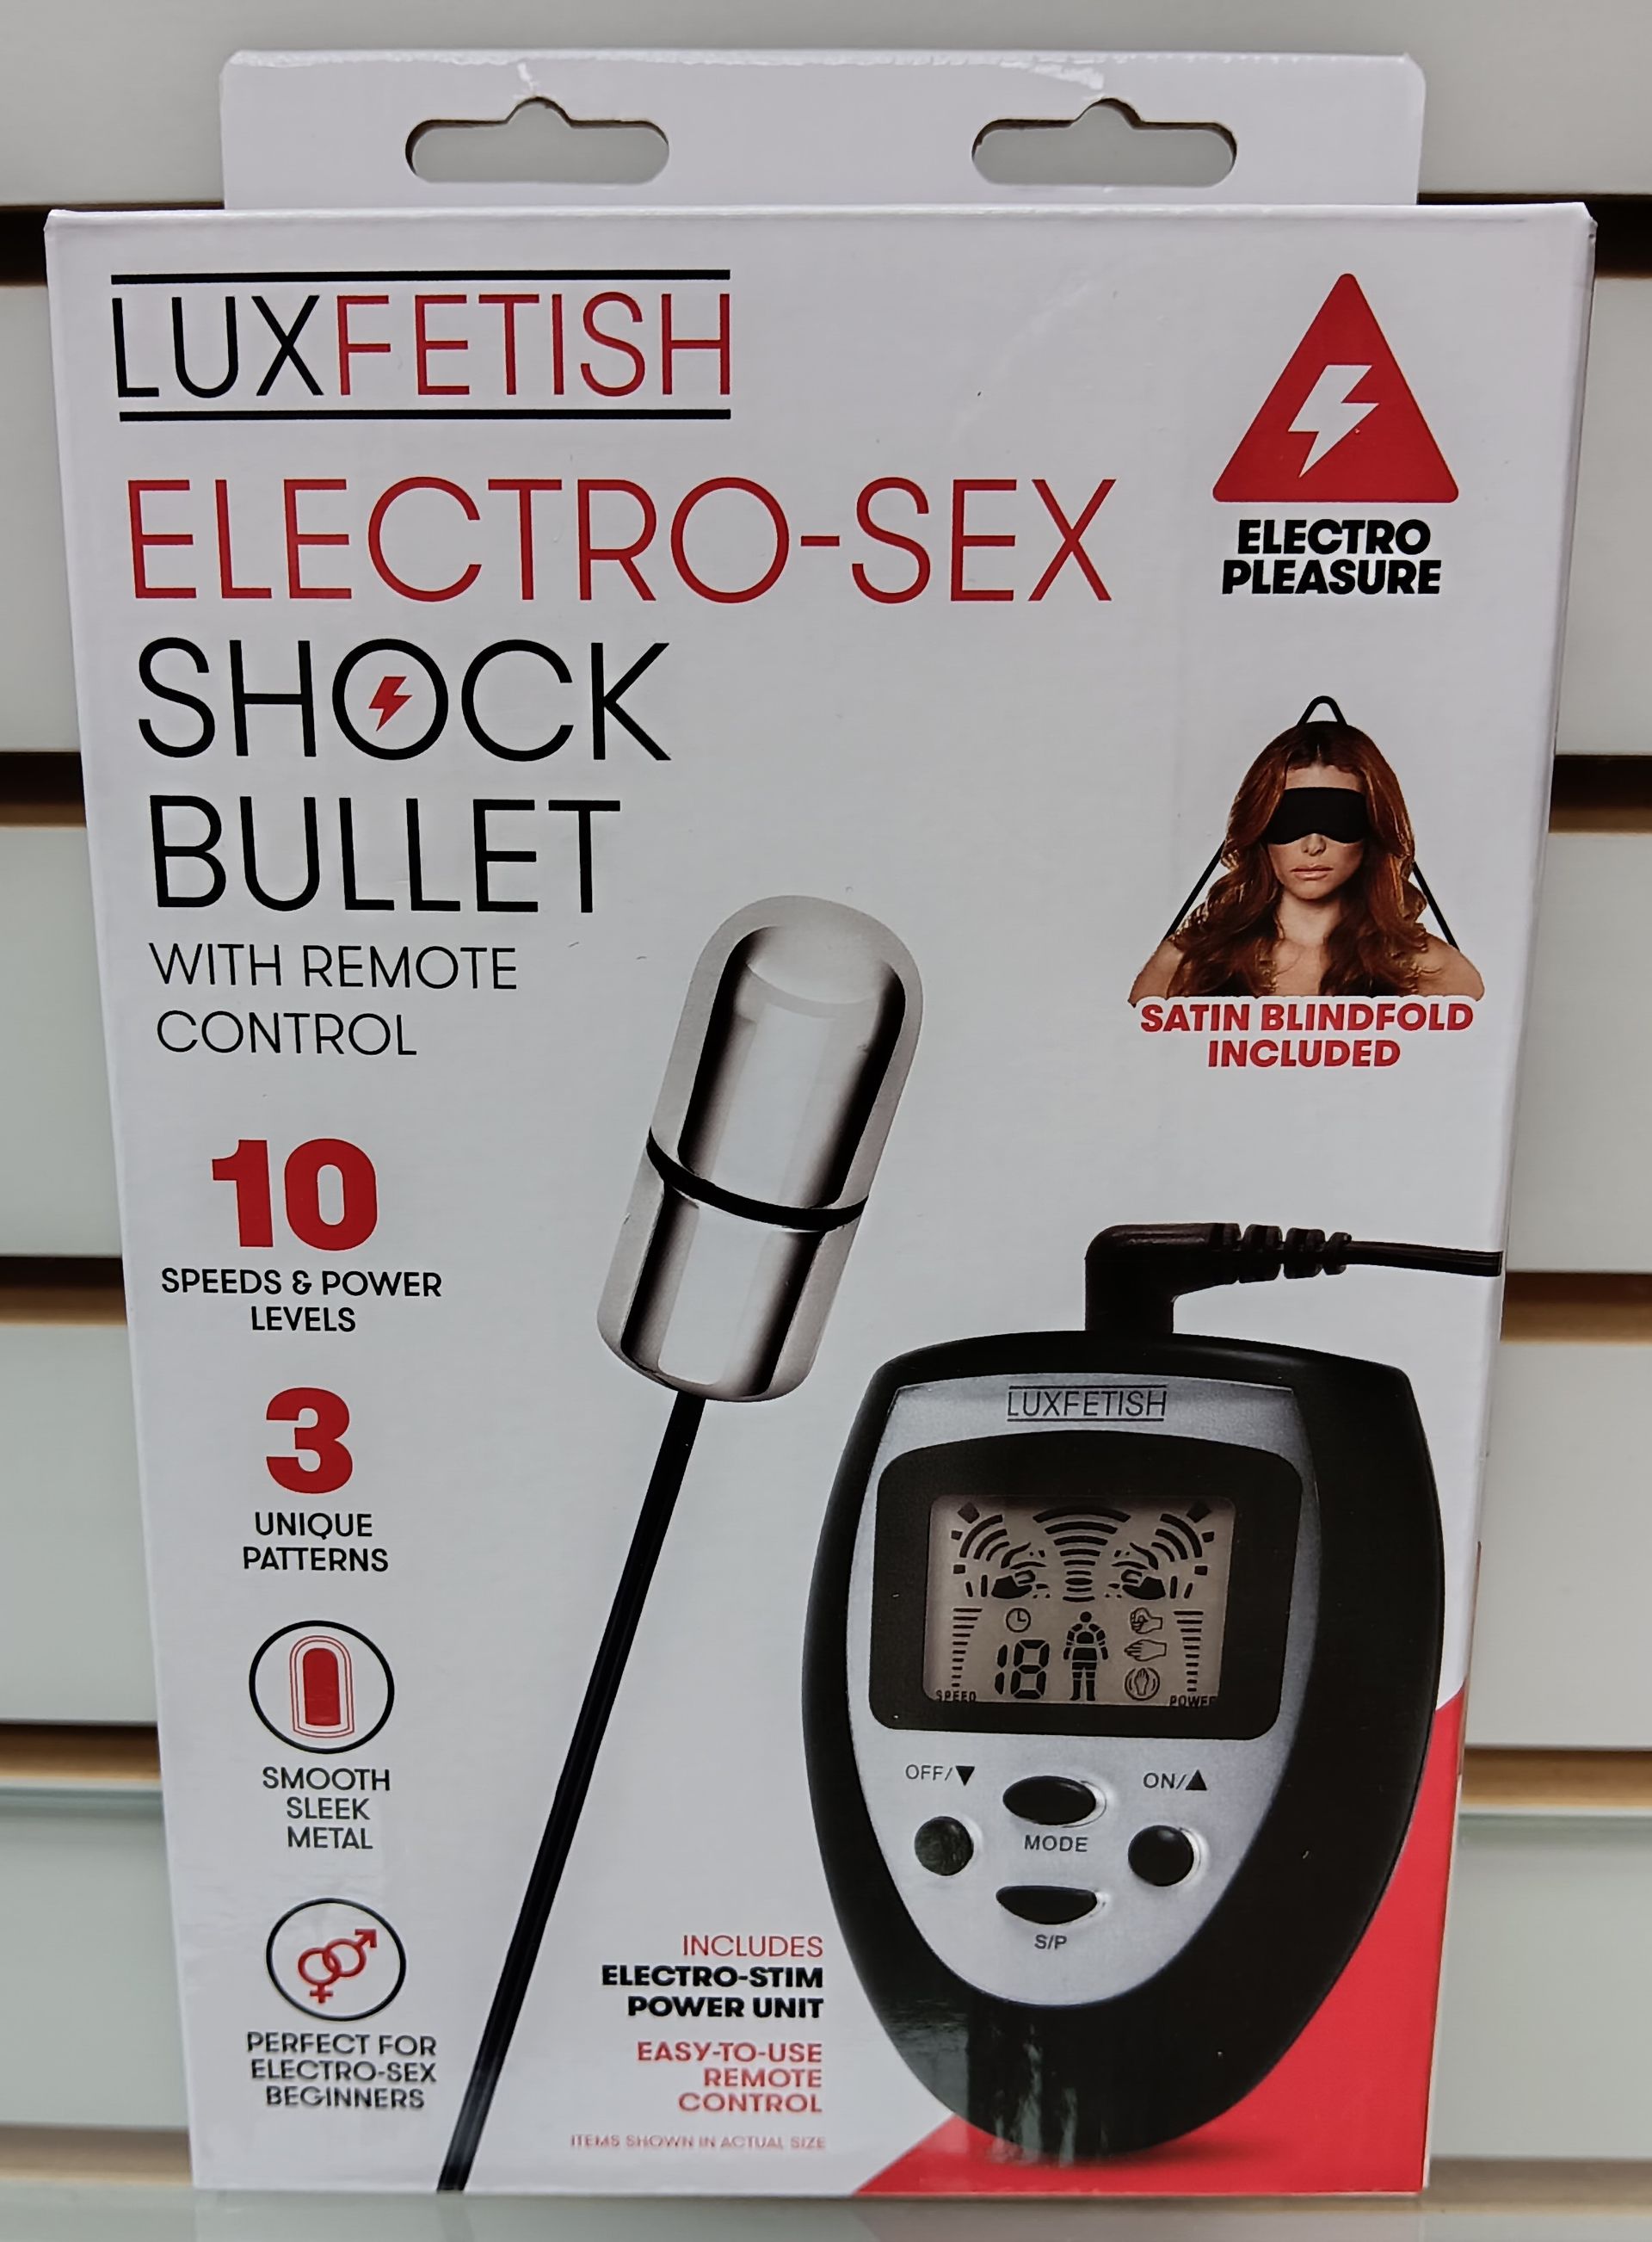 LUXFETISH
ELECTRO-SEX
SHOCK
BULLET
WITH REMOTE
CONTROL
ELECTRO
PLEASURE
SATIN BLINDFOLD
INCLUDED
10
SPEEDS & POWER
LEVELS
3
UNIQUE
PATTERNS
SMOOTH
SLEEK
METAL
PERFECT FOR
ELECTRO-SEX
BEGINNERS
LUXFETISH
18
SPEED
POWER
OFF/▼
ON/▲
MODE
S/P
INCLUDES
ELECTRO-STIM
POWER UNIT
EASY-TO-USE
REMOTE
CONTROL
ITEMS SHOWN IN ACTUAL SIZE